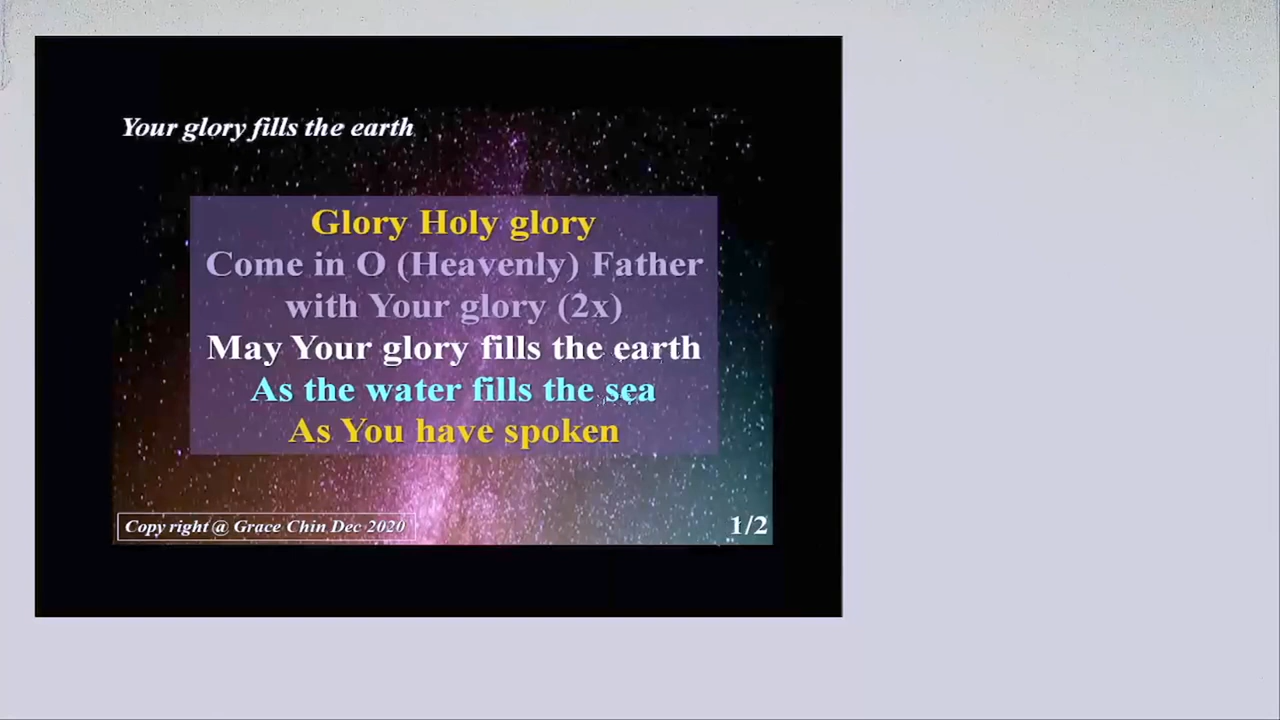 Your glory fills the earth
Glory Holy glory
Come in O (Heavenly) Father
with Your glory (2x)
May Your glory fills the earth
As the water fills the sea
As You have spoken
Copy right @ Grace Chin Dec 2020
1/2